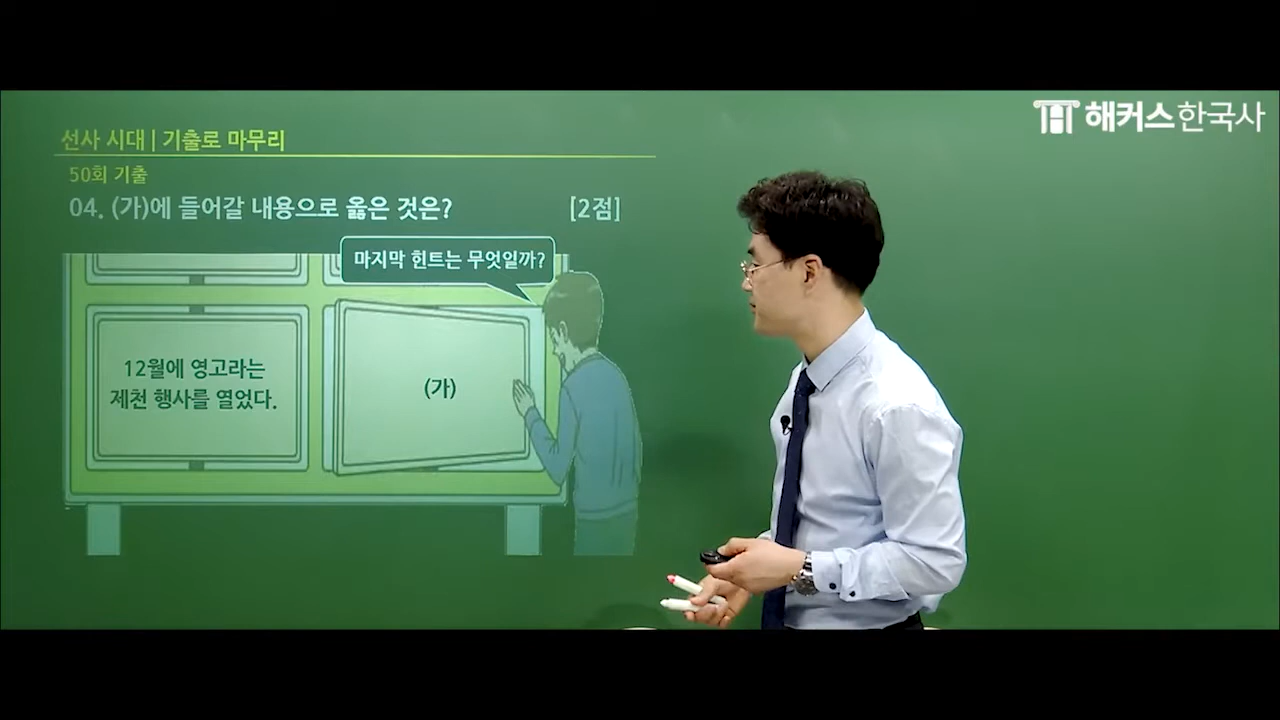 해커스한국사
선사 시대 | 기출로 마무리
50회 기출
04. (가)에 들어갈 내용으로 옳은 것은? [2점]
마지막 힌트는 무엇일까?
12월에 영고라는
제천 행사를 열었다.
(가)